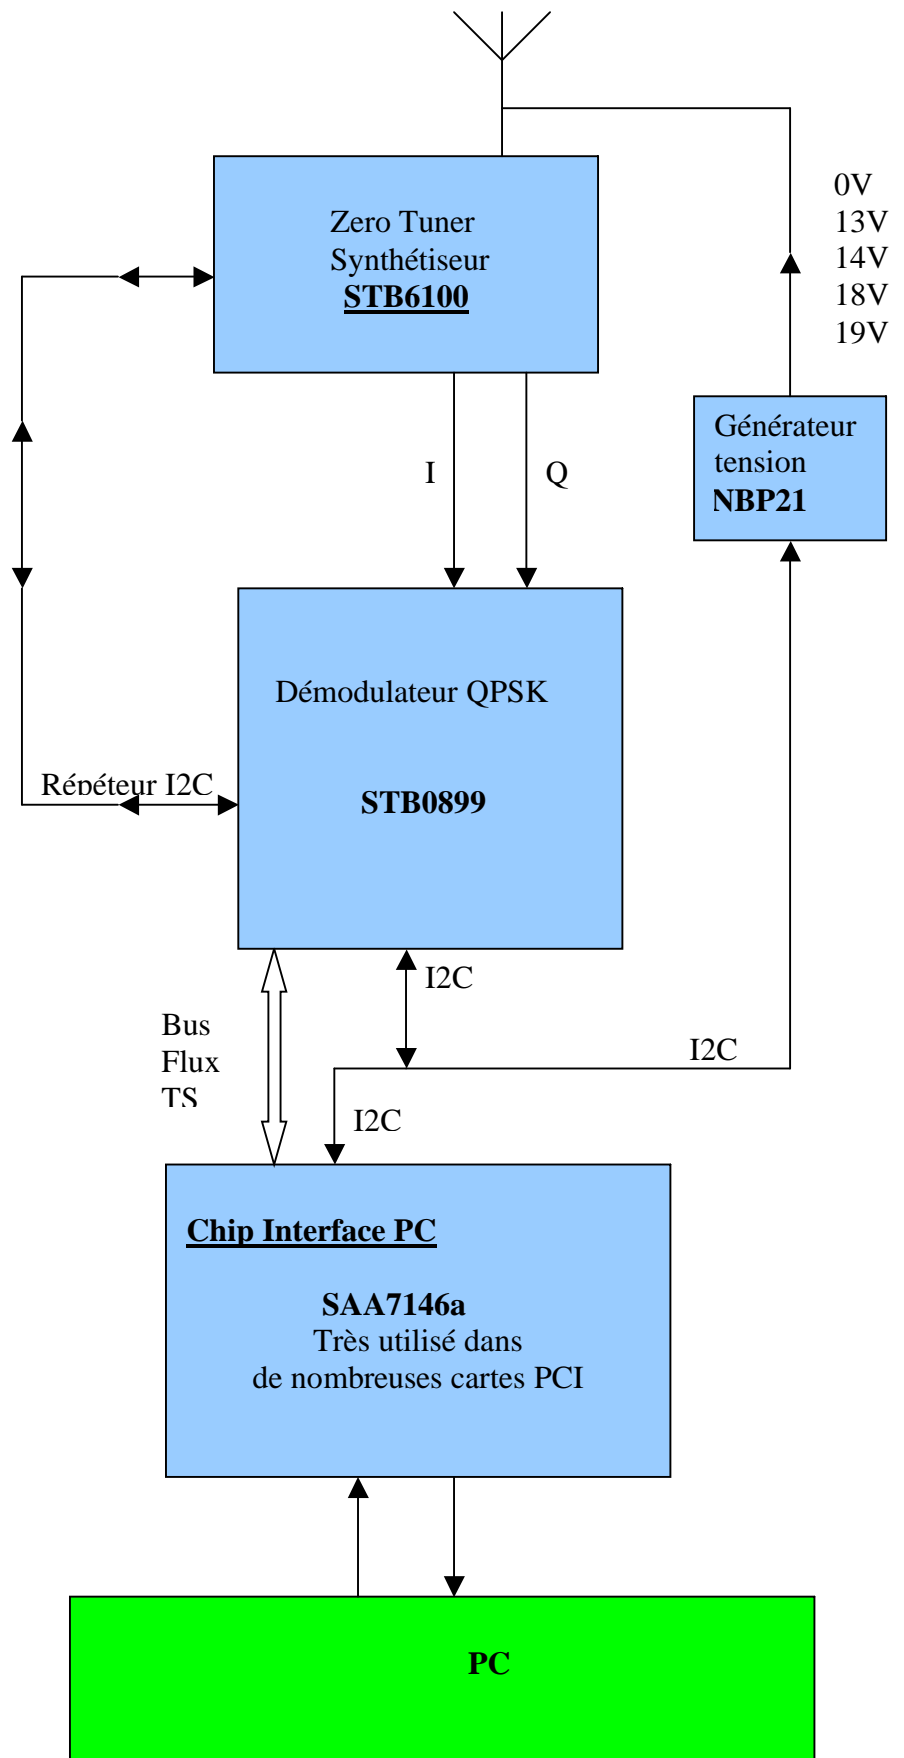 0V
13V
14V
18V
19V
Zero Tuner
Synthétiseur
STB6100
Générateur
tension
NBP21
I
Q
Démodulateur QPSK
STB0899
Répéteur I2C
I2C
Bus
Flux
TS
I2C
I2C
Chip Interface PC
SAA7146a
Très utilisé dans
de nombreuses cartes PCI
PC